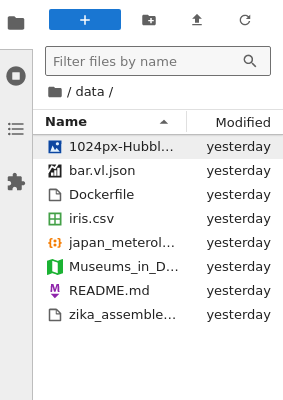 Filter files by name
/ data /
Name Modified
1024px-Hubbl... yesterday
bar.vl.json yesterday
Dockerfile yesterday
iris.csv yesterday
japan_meterol... yesterday
Museums_in_D... yesterday
README.md yesterday
zika_assemble... yesterday